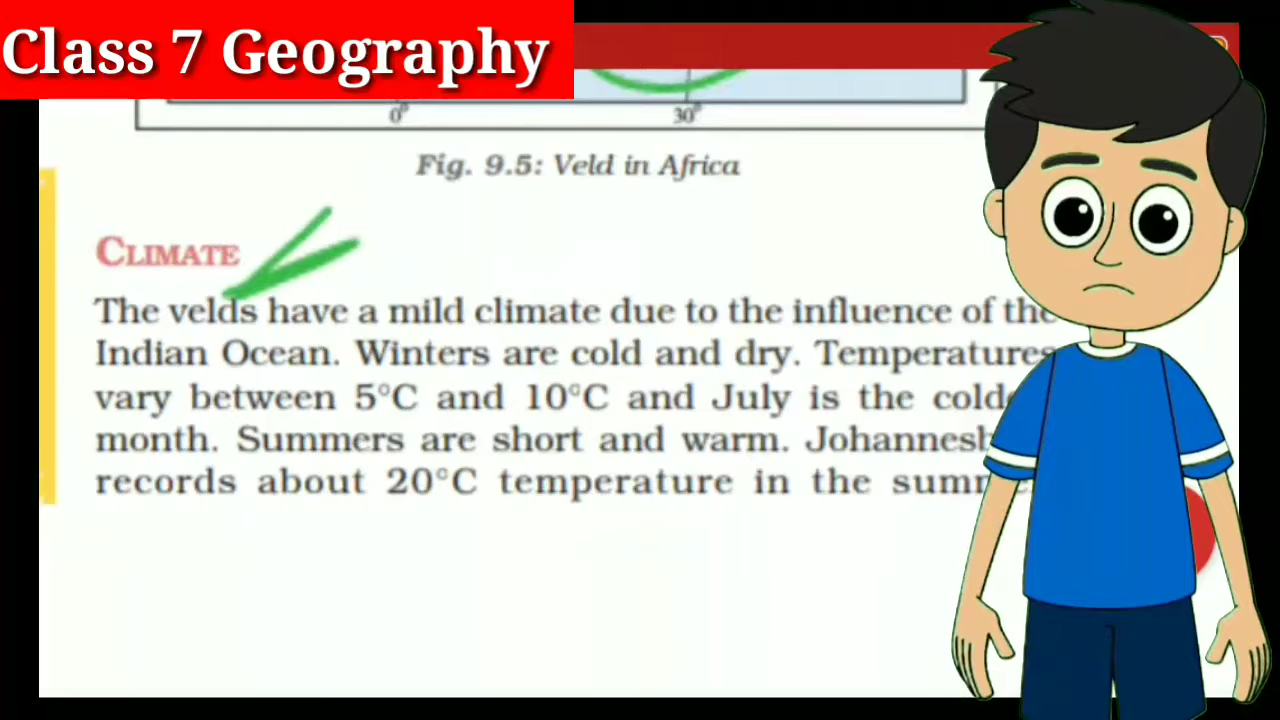 Class 7 Geography
0°
30°
Fig. 9.5: Veld in Africa
CLIMATE
The velds have a mild climate due to the influence of the
Indian Ocean. Winters are cold and dry. Temperatures
vary between 5°C and 10°C and July is the
month. Summers are short and warm.
records about 20°C temperature in the